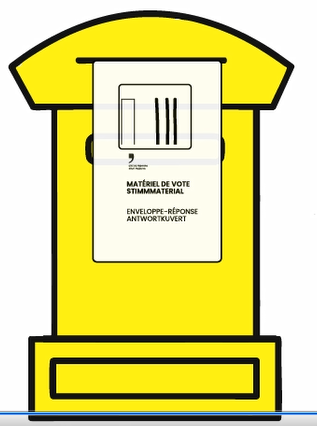 MATÉRIEL DE VOTE
STIMMMATERIAL
ENVELOPPE-RÉPONSE
ANTWORTKUVERT